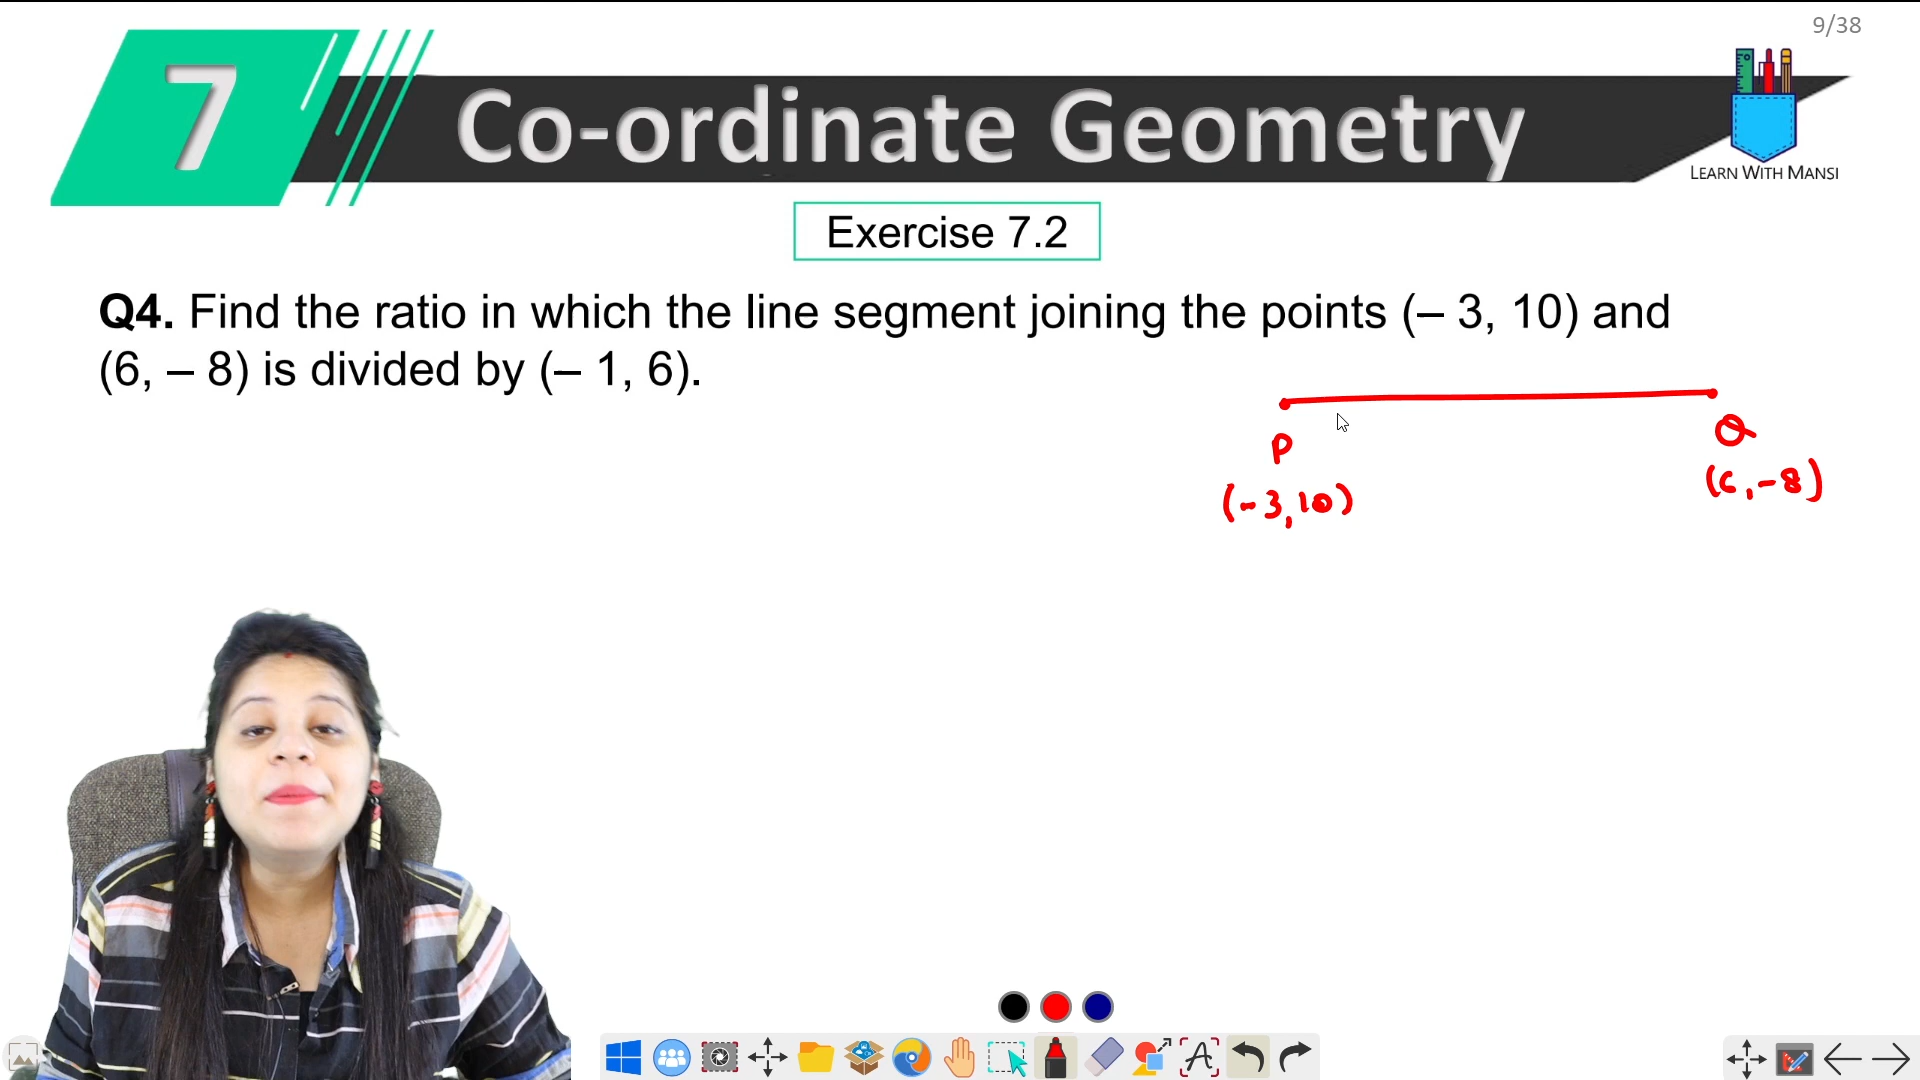 9/38
7
Co-ordinate Geometry
LEARN WITH MANSI
Exercise 7.2
Q4. Find the ratio in which the line segment joining the points (– 3, 10) and
(6, – 8) is divided by (– 1, 6).
P
Q
(-3,10)
(6,-8)